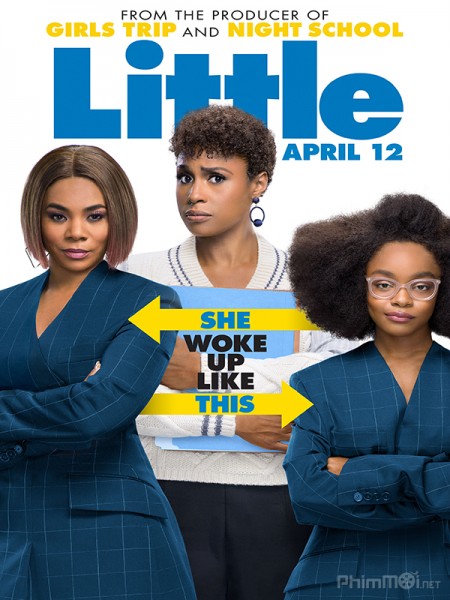 FROM THE PRODUCER OF
GIRLS TRIP AND NIGHT SCHOOL
Little
APRIL 12
SHE
WOKE
UP
LIKE
THIS
PHIMMOI.NET